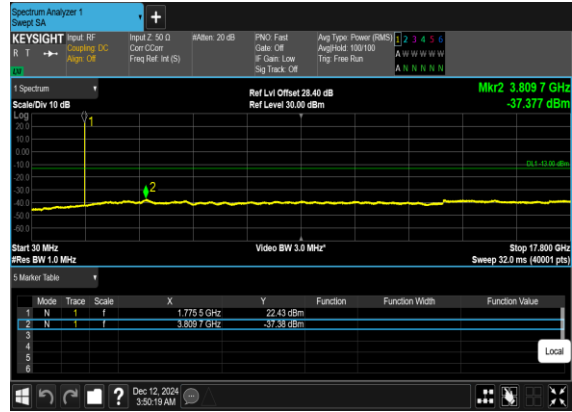 Spectrum Analyzer 1
Swept SA
+
KEYSIGHT Input: RF Input Z: 50 Ω #Atten: 20 dB PNO: Fast Avg Type: Power (RMS) 1 2 3 4 5 6
R T Coupling: DC Corr CCorr Gate: Off Avg|Hold: 100/100 A W W W W W
Align: Off Freq Ref: Int (S) IF Gain: Low Trig: Free Run
Sig Track: Off A N N N N N
1 Spectrum Ref Lvl Offset 28.40 dB Mkr2 3.809 7 GHz
Scale/Div 10 dB Ref Level 30.00 dBm -37.377 dBm
Log
1
20.0
10.0
0.00
-10.0 DL1 -13.00 dBm
-20.0
-30.0 2
-40.0
-50.0
-60.0
Start 30 MHz Video BW 3.0 MHz* Stop 17.800 GHz
#Res BW 1.0 MHz Sweep 32.0 ms (40001 pts)
5 Marker Table
Mode Trace Scale X Y Function Function Width Function Value
1 N 1 f 1.775 5 GHz 22.43 dBm
2 N 1 f 3.809 7 GHz -37.38 dBm
3
4
5
6
Local
? Dec 12, 2024
3:50:19 AM